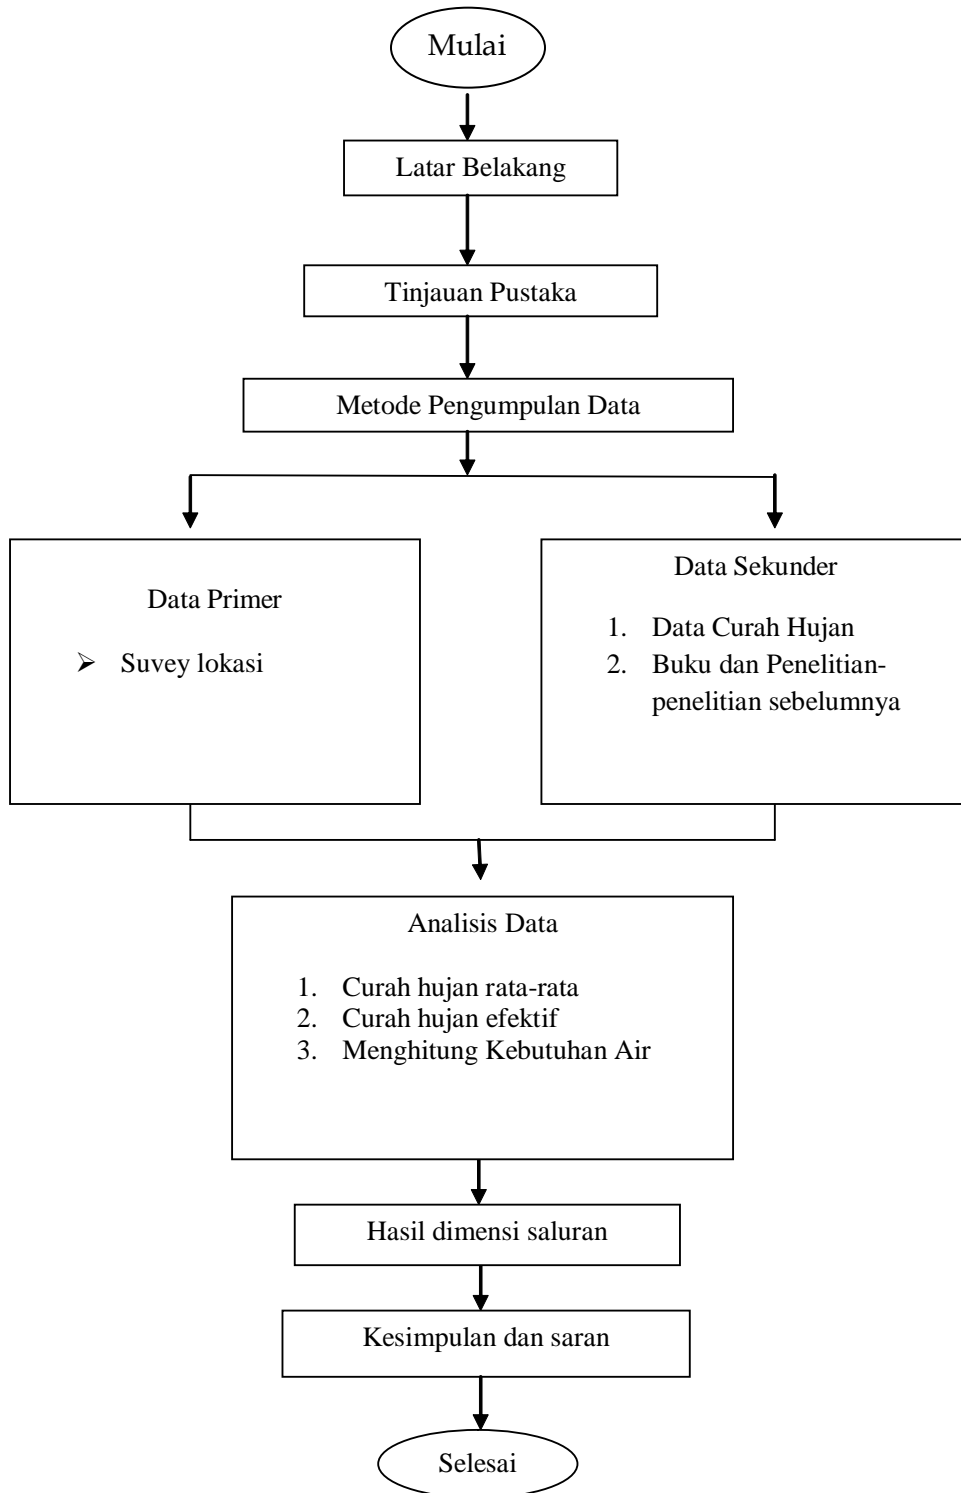 Mulai
Latar Belakang
Tinjauan Pustaka
Metode Pengumpulan Data
Data Primer
➢ Suvey lokasi
Data Sekunder
1. Data Curah Hujan
2. Buku dan Penelitian-
penelitian sebelumnya
Analisis Data
1. Curah hujan rata-rata
2. Curah hujan efektif
3. Menghitung Kebutuhan Air
Hasil dimensi saluran
Kesimpulan dan saran
Selesai